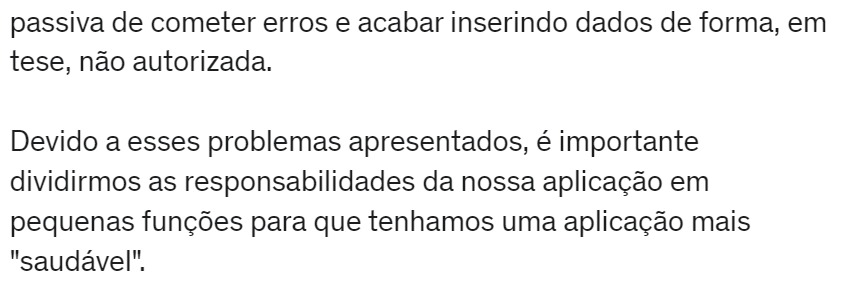 passiva de cometer erros e acabar inserindo dados de forma, em
tese, não autorizada.
Devido a esses problemas apresentados, é importante
dividirmos as responsabilidades da nossa aplicação em
pequenas funções para que tenhamos uma aplicação mais
"saudável".